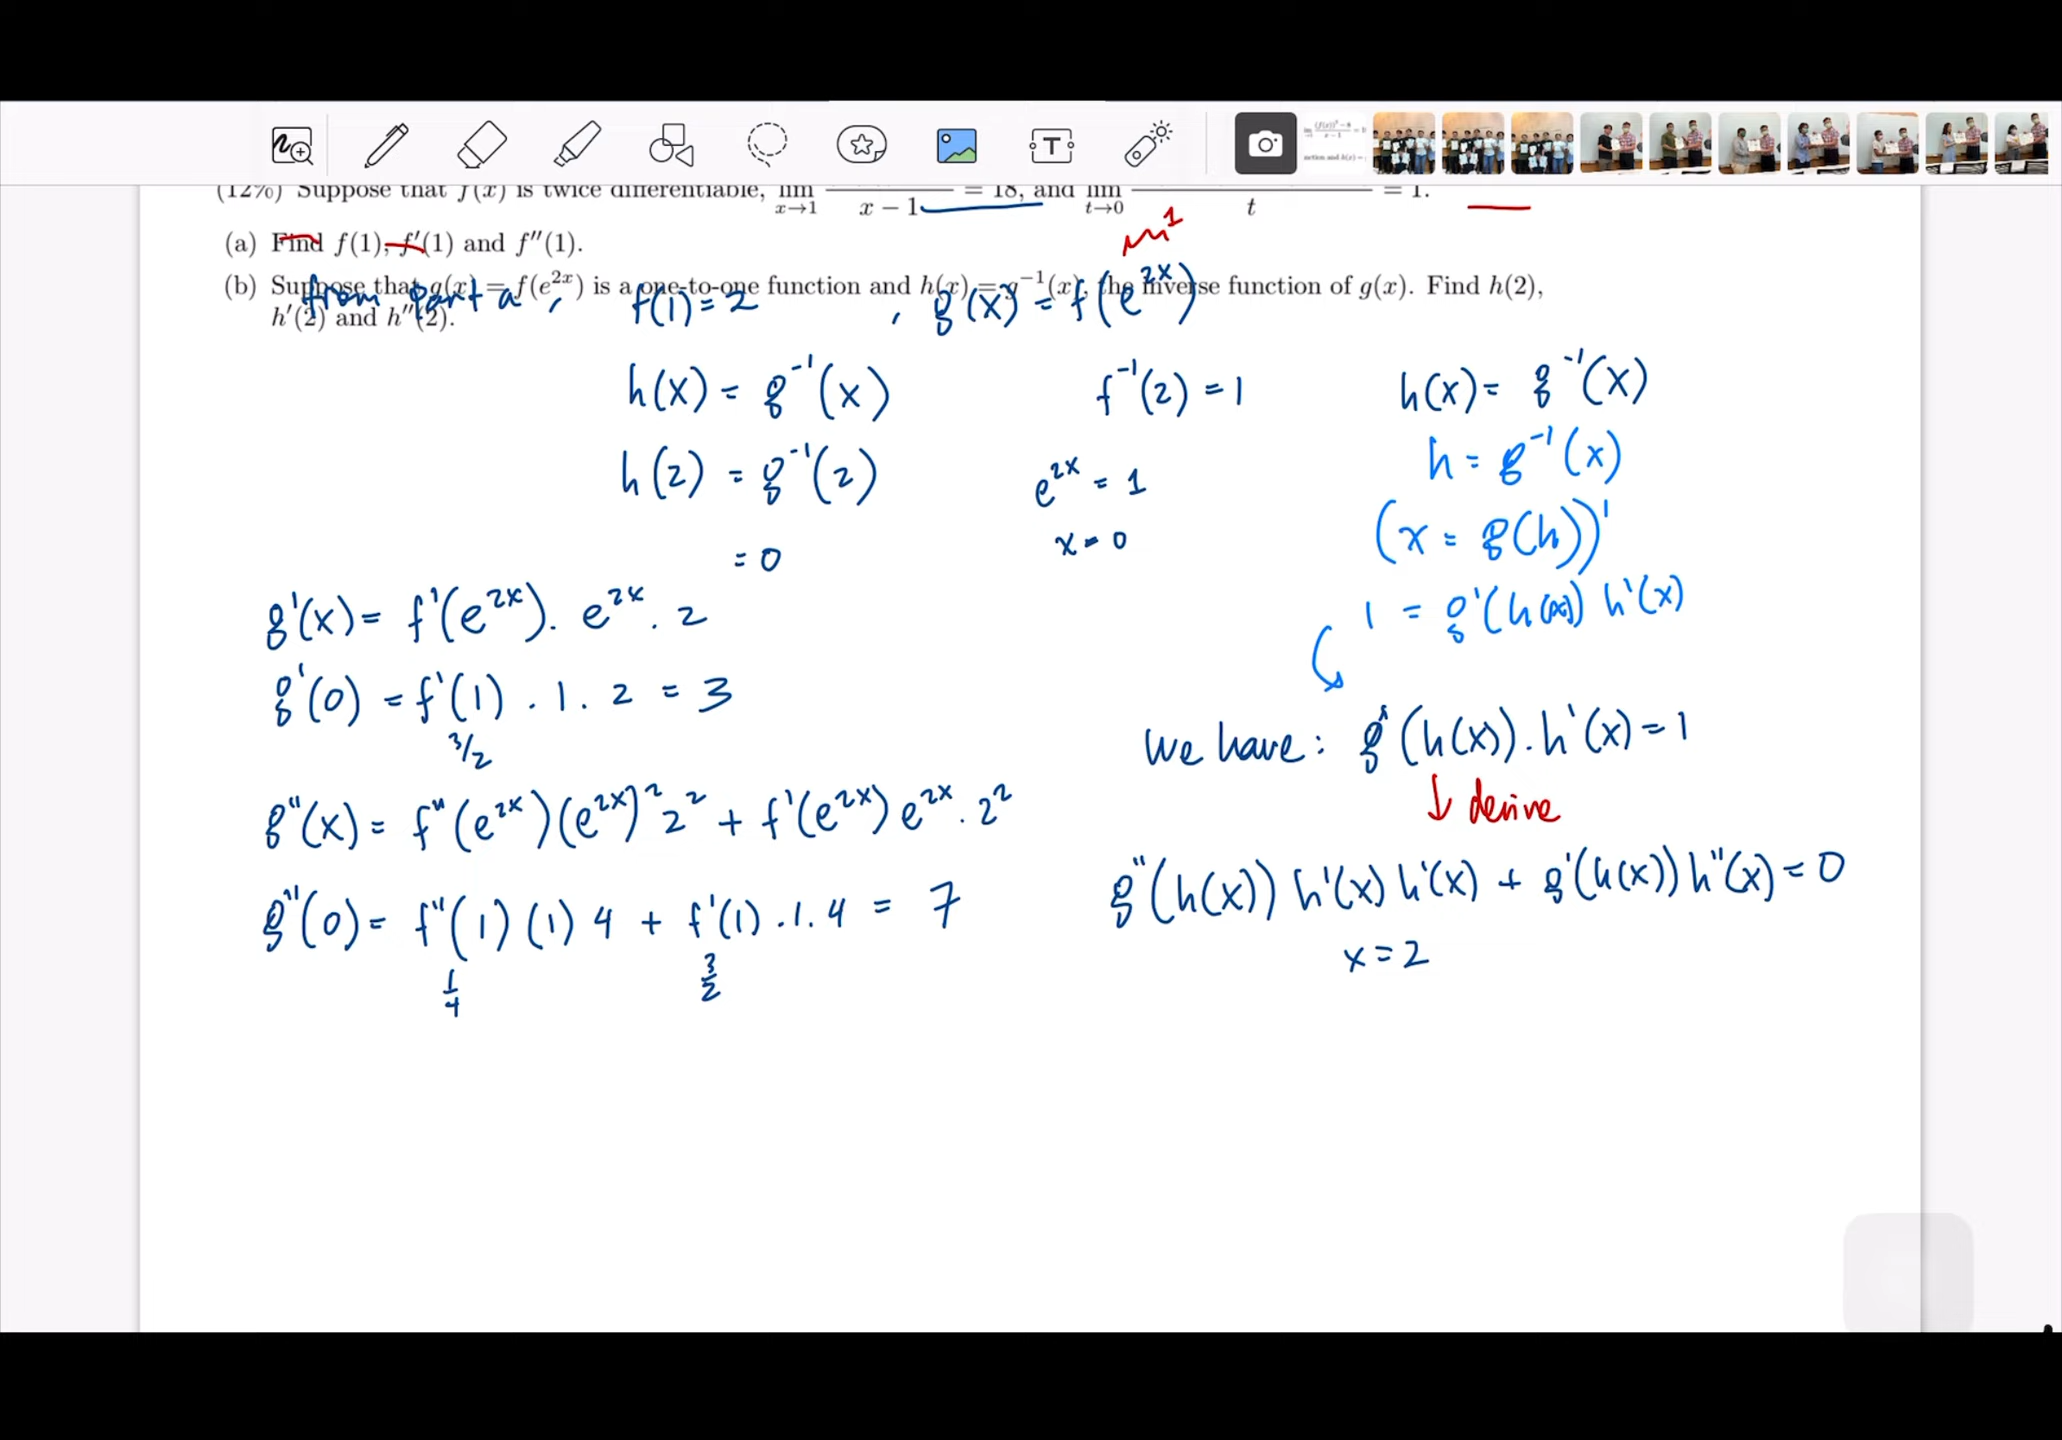 (12%) Suppose that f(x) is twice differentiable, lim x→1 x − 1 = 18, and lim t→0 t = 1.
(a) Find f(1), f′(1) and f″(1).
(b) Suppose that g(x) = f(e^{2x}) is a one-to-one function and h(x) = g^{−1}(x), the inverse function of g(x). Find h(2),
h′(2) and h″(2).
1
from part a, f(1) = 2 , g(x) = f(e^{2x})
h(x) = g^{-1}(x)
h(2) = g^{-1}(2)
= 0
f^{-1}(2) = 1
e^{2x} = 1
x = 0
h(x) = g^{-1}(x)
h = g^{-1}(x)
(x = g(h))'
1 = g'(h(x)) h'(x)
g'(x) = f'(e^{2x}) . e^{2x} . 2
g'(0) = f'(1) . 1 . 2 = 3
3/2
g"(x) = f"(e^{2x})(e^{2x})^2 2^2 + f'(e^{2x}) e^{2x} . 2^2
g"(0) = f"(1)(1) 4 + f'(1) . 1 . 4 = 7
1/4 3/2
We have: g'(h(x)) . h'(x) = 1
↓ derive
g"(h(x)) h'(x) h'(x) + g'(h(x)) h"(x) = 0
x = 2